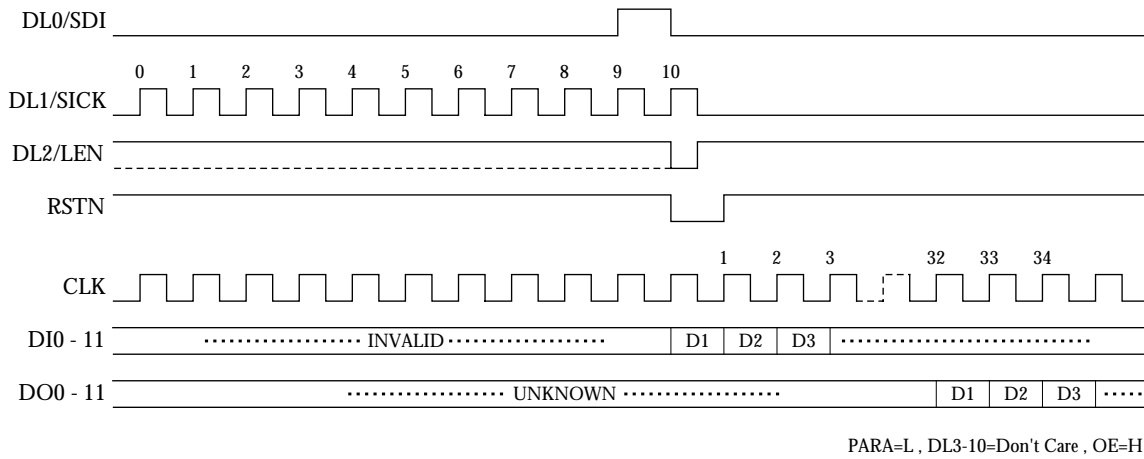 DL0/SDI
0 1 2 3 4 5 6 7 8 9 10
DL1/SICK
DL2/LEN
RSTN
1 2 3 32 33 34
CLK
DI0 - 11 INVALID D1 D2 D3
DO0 - 11 UNKNOWN D1 D2 D3
PARA=L , DL3-10=Don't Care , OE=H